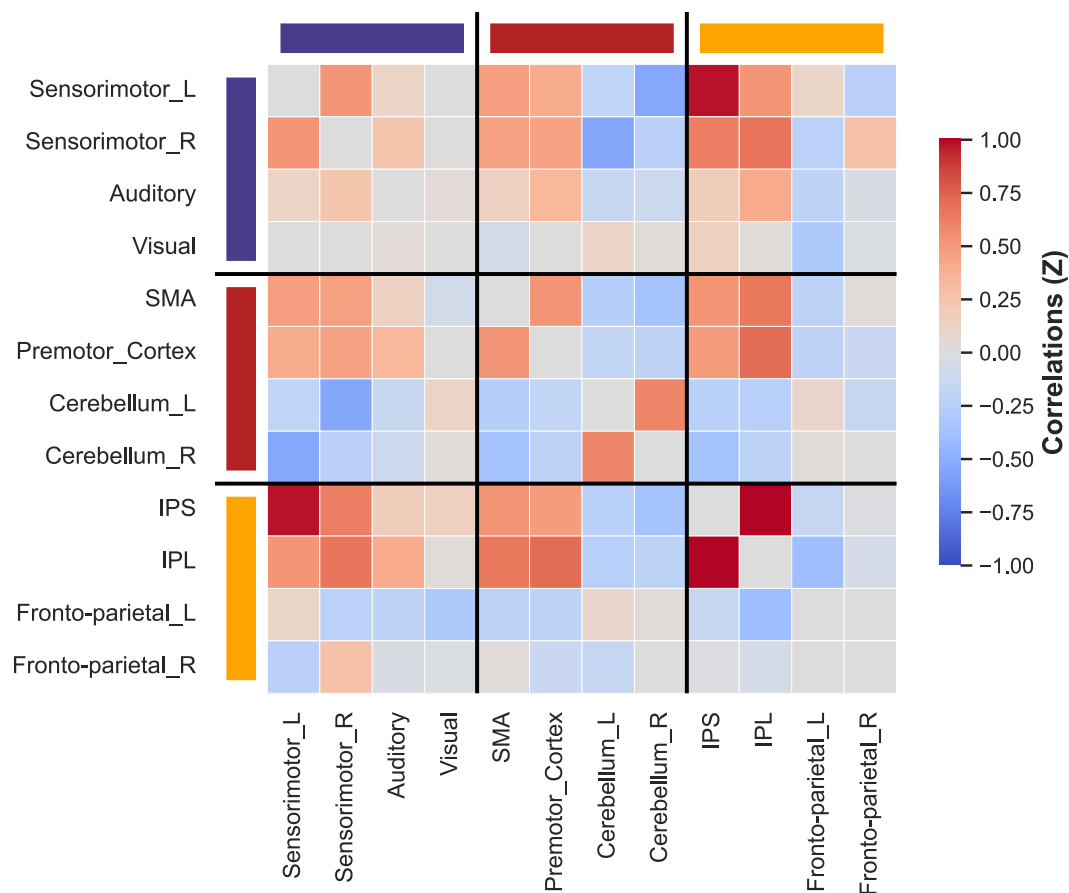 Sensorimotor_L
Sensorimotor_R
Auditory
Visual
SMA
Premotor_Cortex
Cerebellum_L
Cerebellum_R
IPS
IPL
Fronto-parietal_L
Fronto-parietal_R
Sensorimotor_L
Sensorimotor_R
Auditory
Visual
SMA
Premotor_Cortex
Cerebellum_L
Cerebellum_R
IPS
IPL
Fronto-parietal_L
Fronto-parietal_R
1.00
0.75
0.50
0.25
0.00
−0.25
−0.50
−0.75
−1.00
Correlations (Z)